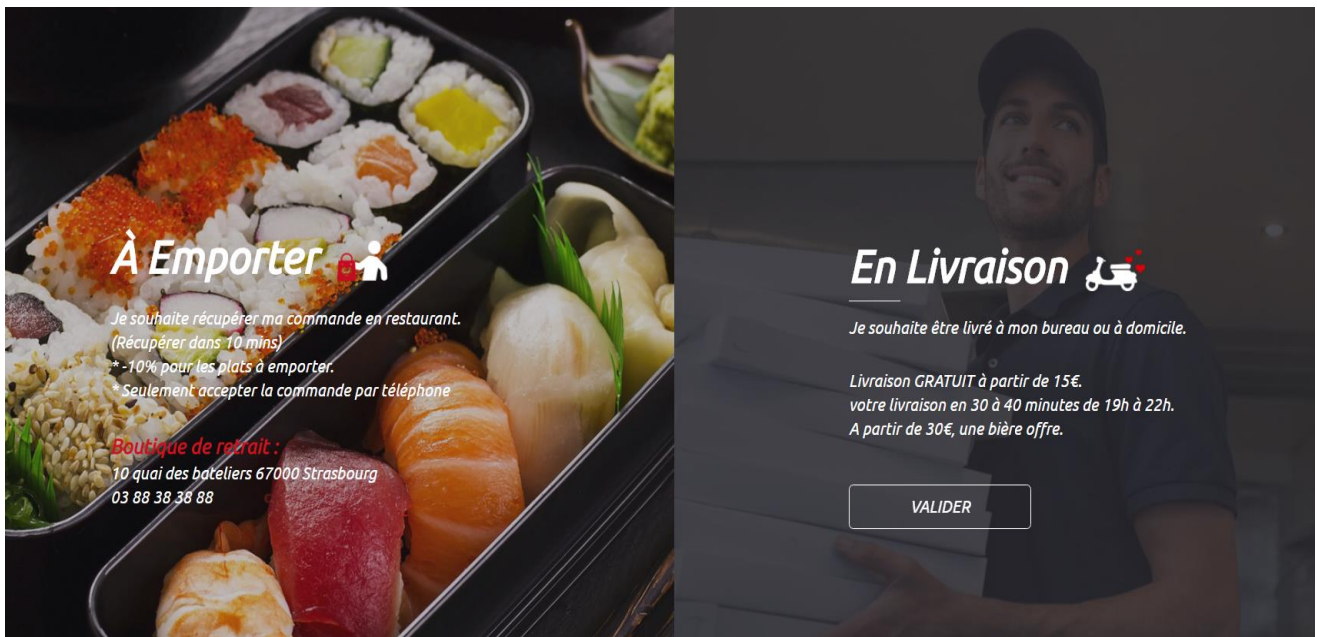 À Emporter
Je souhaite récupérer ma commande en restaurant.
(Récupérer dans 10 mins)
* -10% pour les plats à emporter.
* Seulement accepter la commande par téléphone
Boutique de retrait :
10 quai des bateliers 67000 Strasbourg
03 88 38 38 88
En Livraison
Je souhaite être livré à mon bureau ou à domicile.
Livraison GRATUIT à partir de 15€.
votre livraison en 30 à 40 minutes de 19h à 22h.
A partir de 30€, une bière offre.
VALIDER